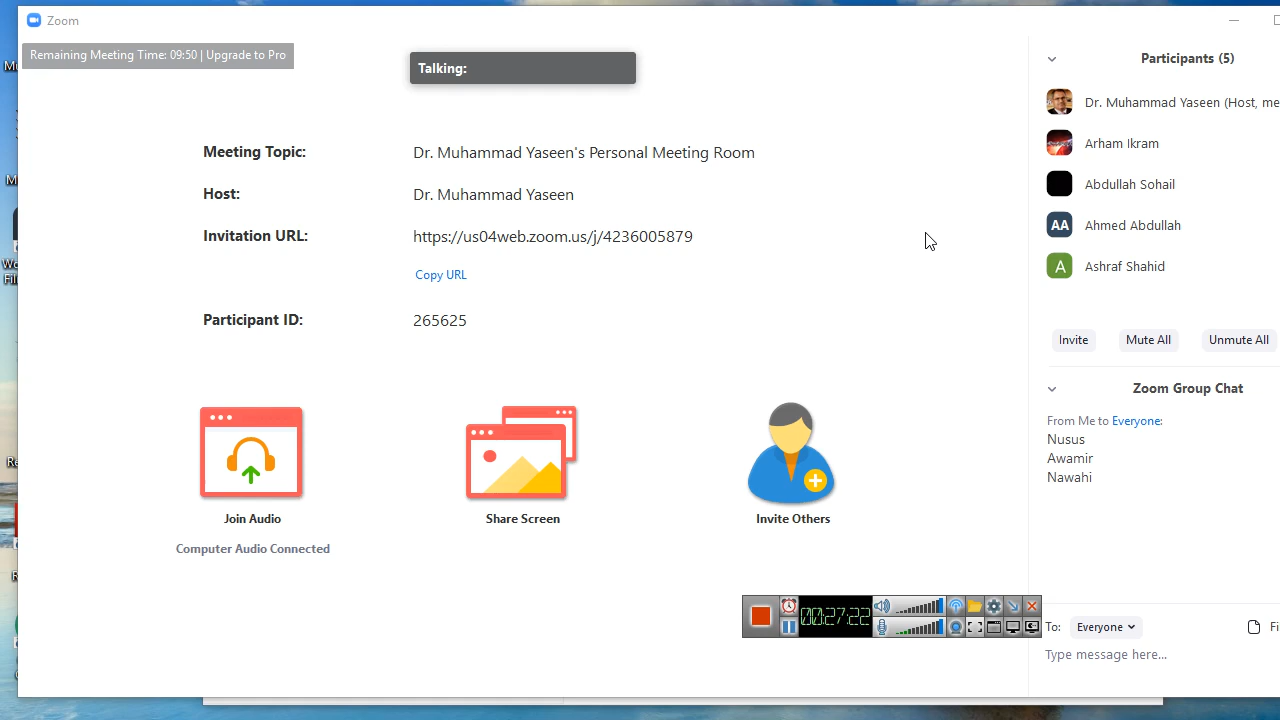 Zoom
Remaining Meeting Time: 09:50 | Upgrade to Pro
Talking:
Meeting Topic: Dr. Muhammad Yaseen's Personal Meeting Room
Host: Dr. Muhammad Yaseen
Invitation URL: https://us04web.zoom.us/j/4236005879
Copy URL
Participant ID: 265625
Join Audio
Computer Audio Connected
Share Screen
Invite Others
00:27:22
Participants (5)
Dr. Muhammad Yaseen (Host, me
Arham Ikram
Abdullah Sohail
AA Ahmed Abdullah
A Ashraf Shahid
Invite Mute All Unmute All
Zoom Group Chat
From Me to Everyone:
Nusus
Awamir
Nawahi
To: Everyone Fi
Type message here...